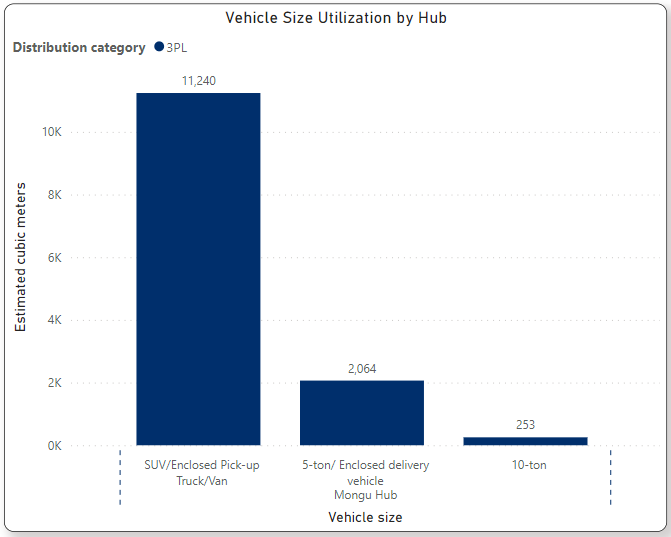 Vehicle Size Utilization by Hub
Distribution category 3PL
11,240
10K
8K
6K
4K
2,064
2K
253
0K
Estimated cubic meters
SUV/Enclosed Pick-up
Truck/Van
5-ton/ Enclosed delivery
vehicle
10-ton
Mongu Hub
Vehicle size